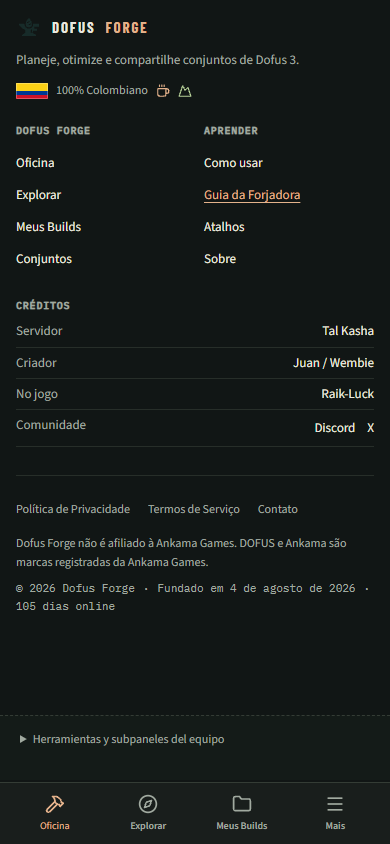 DOFUS FORGE
Planeje, otimize e compartilhe conjuntos de Dofus 3.
100% Colombiano
DOFUS FORGE
Oficina
Explorar
Meus Builds
Conjuntos
APRENDER
Como usar
Guia da Forjadora
Atalhos
Sobre
CRÉDITOS
Servidor Tal Kasha
Criador Juan / Wembie
No jogo Raik-Luck
Comunidade Discord X
Política de Privacidade Termos de Serviço Contato
Dofus Forge não é afiliado à Ankama Games. DOFUS e Ankama são
marcas registradas da Ankama Games.
© 2026 Dofus Forge · Fundado em 4 de agosto de 2026 ·
105 dias online
Herramientas y subpaneles del equipo
Oficina Explorar Meus Builds Mais